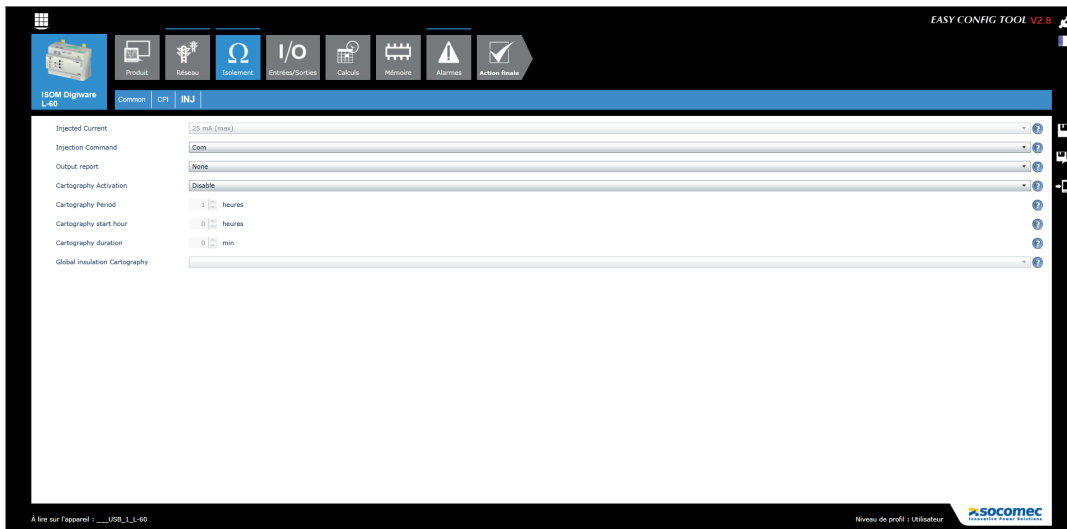 EASY CONFIG TOOL V2.8
Produit
Réseau
Ω
Isolement
I/O
Entrées/Sorties
Calculs
Mémoire
Alarmes
Action finale
ISOM Digiware
L-60
Common
CPI
INJ
Injected Current
25 mA (max)
Injection Command
Com
Output report
None
Cartography Activation
Disable
Cartography Period
1
heures
Cartography start hour
0
heures
Cartography duration
0
min
Global insulation Cartography
À lire sur l'appareil : ___USB_1_L-60
Niveau de profil : Utilisateur
socomec
Innovative Power Solutions